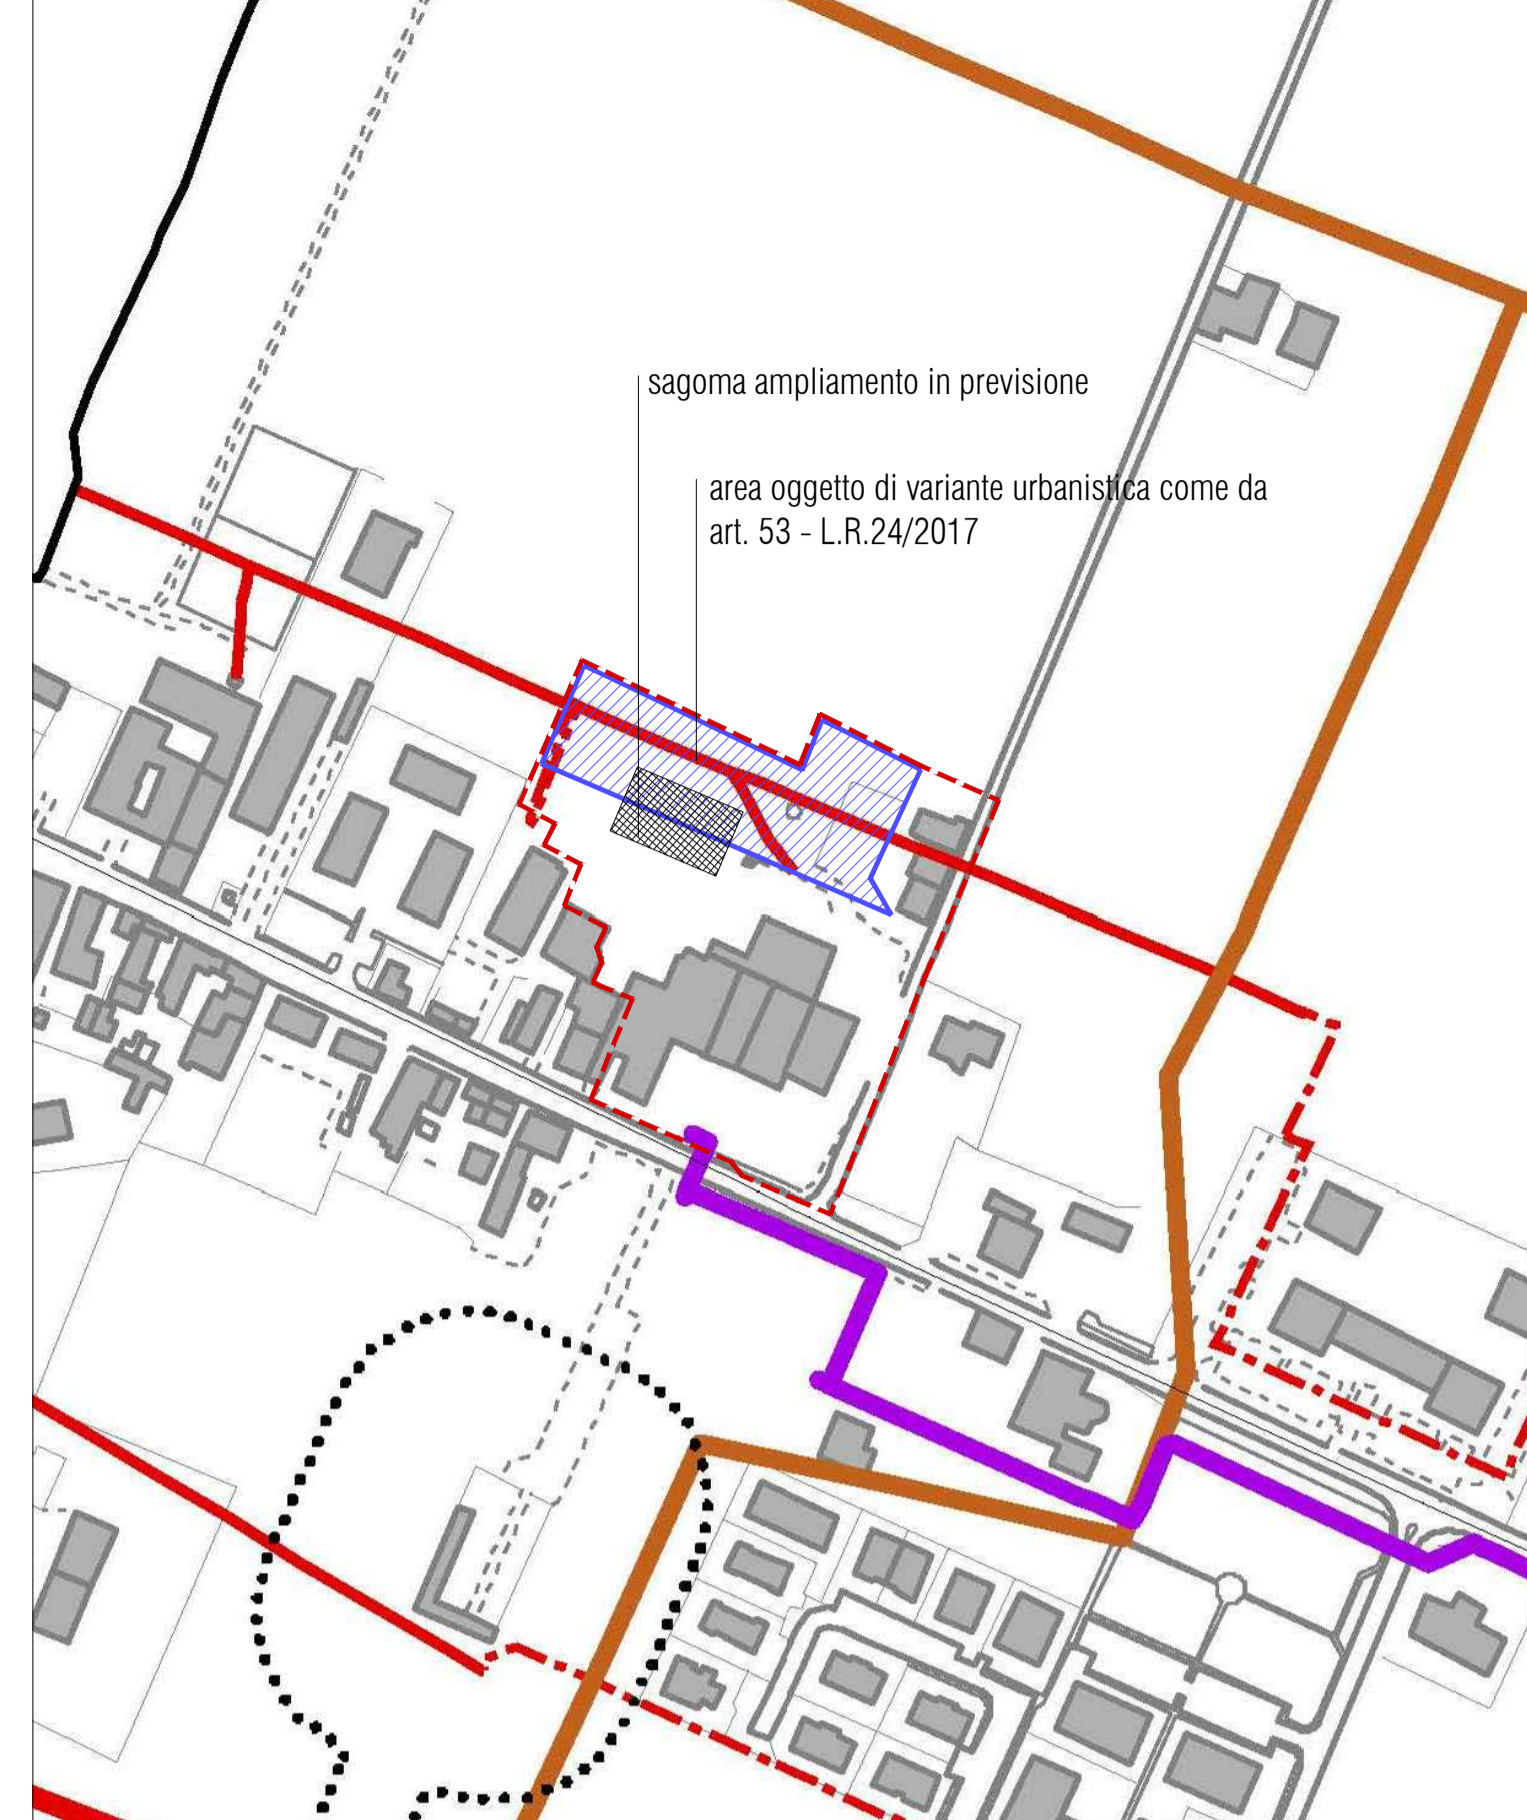 sagoma ampliamento in previsione
area oggetto di variante urbanistica come da
art. 53 - L.R.24/2017